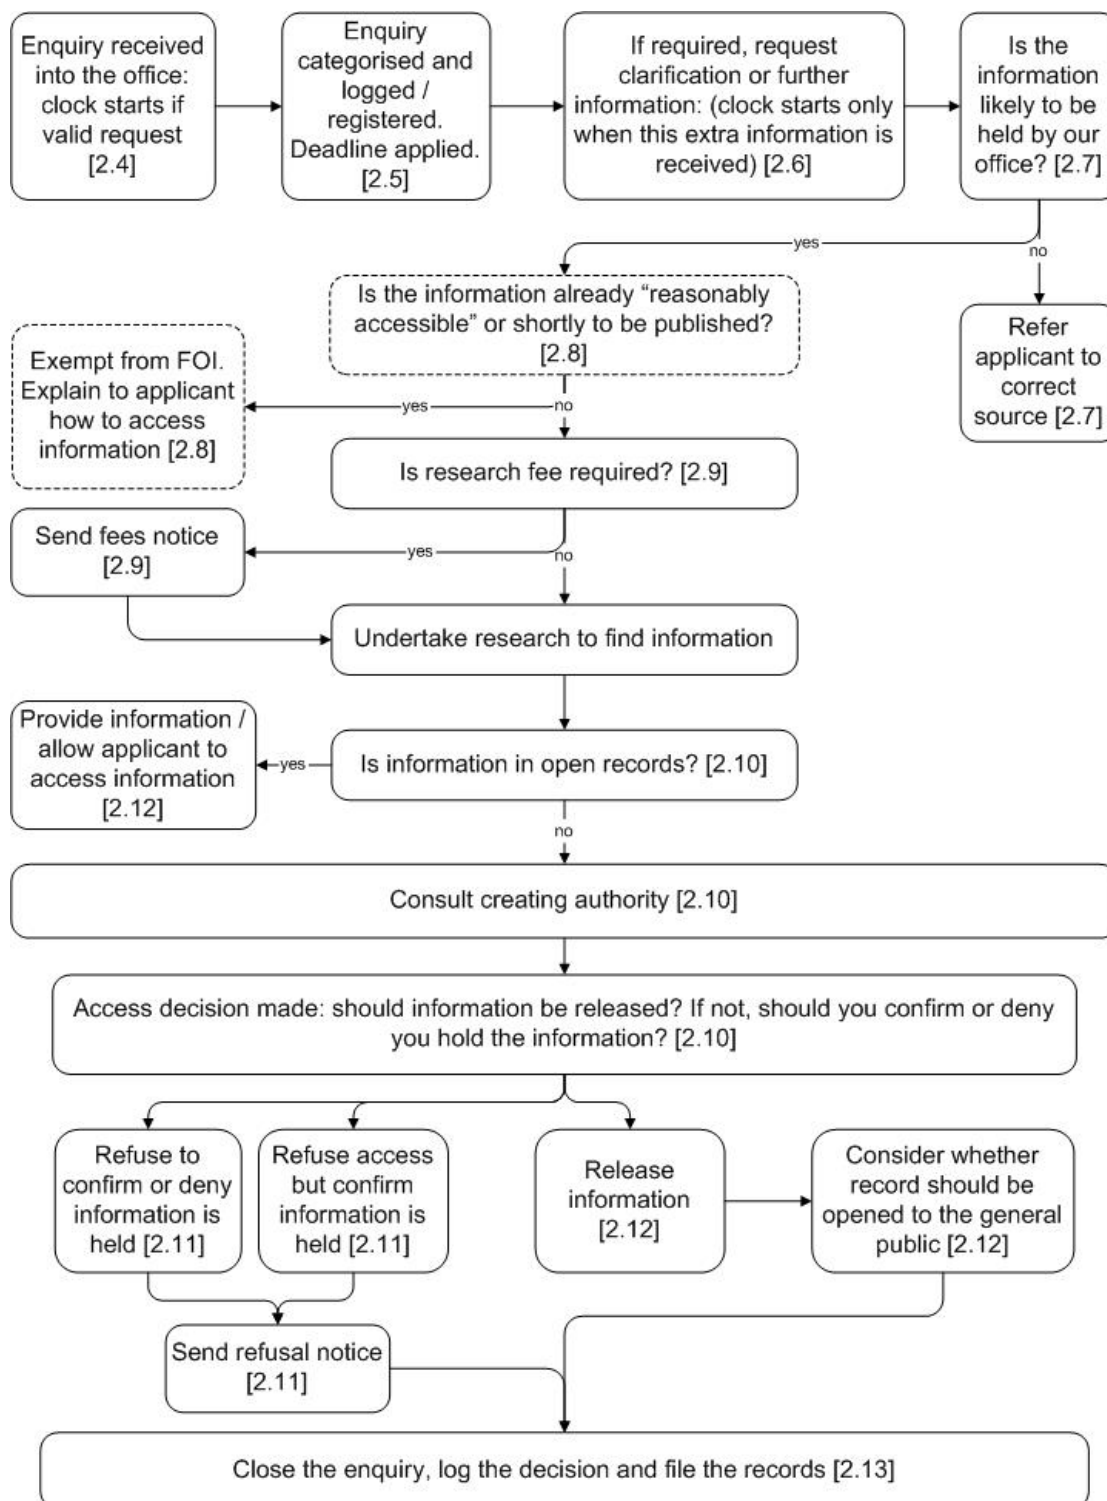 Enquiry received
into the office:
clock starts if
valid request
[2.4]
Enquiry
categorised and
logged /
registered.
Deadline applied.
[2.5]
If required, request
clarification or further
information: (clock starts only
when this extra information is
received) [2.6]
Is the
information
likely to be
held by our
office? [2.7]
yes
no
Is the information already “reasonably
accessible” or shortly to be published?
[2.8]
Refer
applicant to
correct
source [2.7]
Exempt from FOI.
Explain to applicant
how to access
information [2.8]
yes
no
Is research fee required? [2.9]
Send fees notice
[2.9]
yes
no
Undertake research to find information
Provide information /
allow applicant to
access information
[2.12]
yes
Is information in open records? [2.10]
no
Consult creating authority [2.10]
Access decision made: should information be released? If not, should you confirm or deny
you hold the information? [2.10]
Refuse to
confirm or deny
information is
held [2.11]
Refuse access
but confirm
information is
held [2.11]
Release
information
[2.12]
Consider whether
record should be
opened to the general
public [2.12]
Send refusal notice
[2.11]
Close the enquiry, log the decision and file the records [2.13]